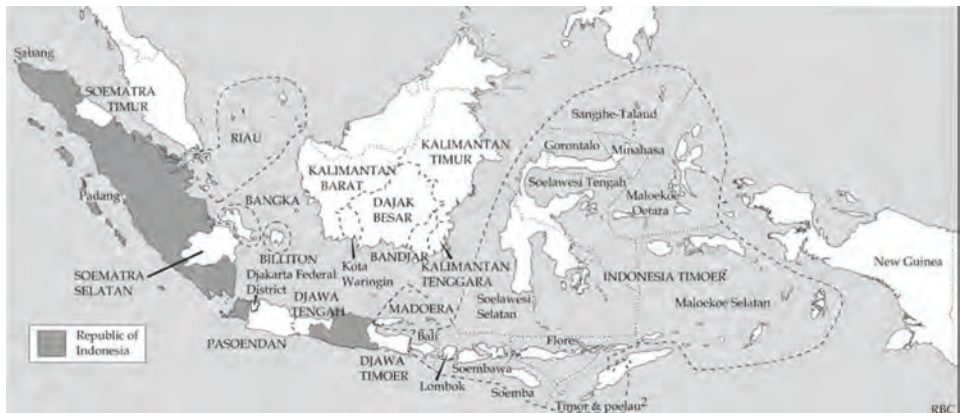 Sabang
SOEMATRA
TIMUR
RIAU
Padang
BANGKA
BILLITON
SOEMATRA
SELATAN
Djakarta Federal
District
DJAWA
TENGAH
PASOENDAN
MADOERA
Bali
DJAWA
TIMOER
Lombok
KALIMANTAN
BARAT
KALIMANTAN
TIMUR
DAJAK
BESAR
Kota
Waringin
BANDJAR
KALIMANTAN
TENGGARA
Sangihe-Talaud
Gorontalo
Minahasa
Soelawesi Tengah
Maloekoe
Oetara
INDONESIA TIMOER
Soelawesi
Selatan
Maloekoe Selatan
New Guinea
Flores
Soembawa
Soemba
Timor & poelau²
Republic of
Indonesia
RBC